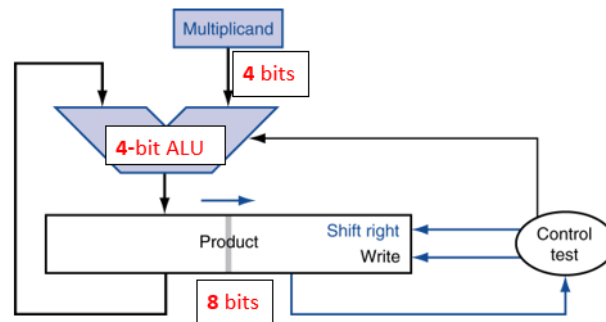 Multiplicand
4 bits
4-bit ALU
Product
Shift right
Write
Control
test
8 bits